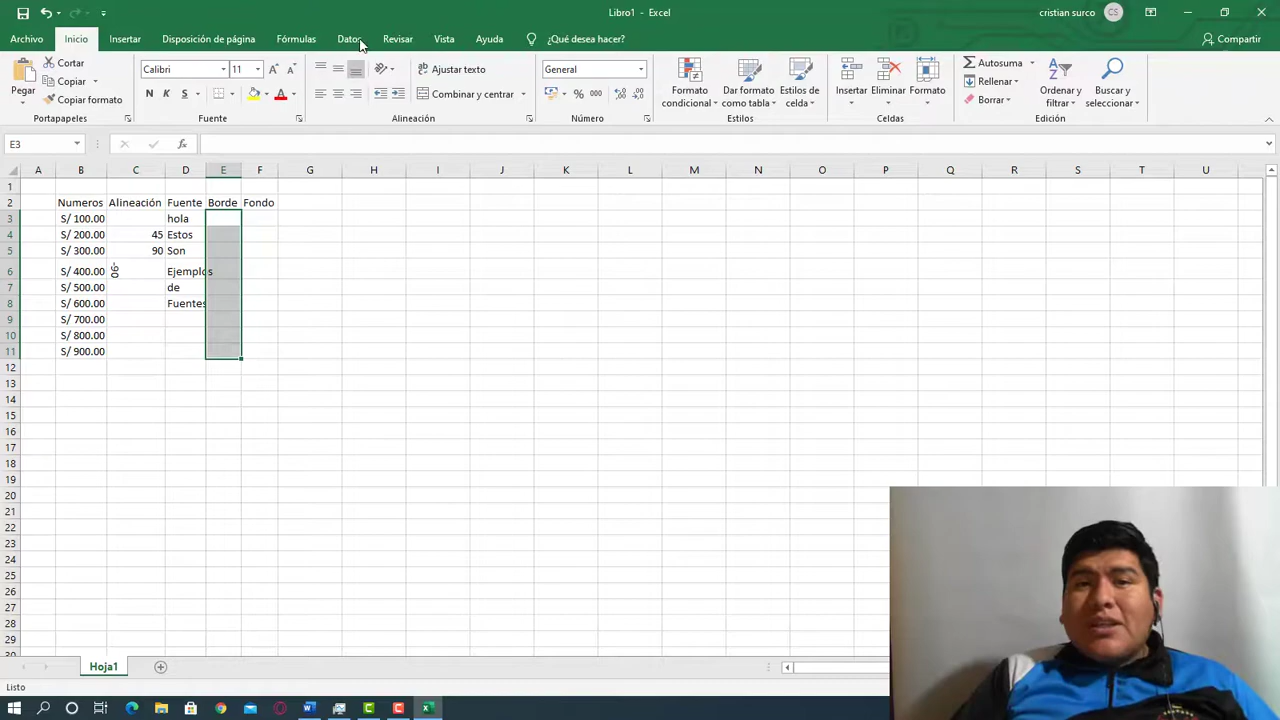 Libro1 - Excel
cristian surco CS
Archivo Inicio Insertar Disposición de página Fórmulas Datos Revisar Vista Ayuda ¿Qué desea hacer? Compartir
Pegar
Cortar
Copiar
Copiar formato
Portapapeles
Calibri 11 A A
N K S A
Fuente
Ajustar texto
Combinar y centrar
Alineación
General
% 000
Número
Formato condicional
Dar formato como tabla
Estilos de celda
Estilos
Insertar
Eliminar
Formato
Celdas
Autosuma
Rellenar
Borrar
Ordenar y filtrar
Buscar y seleccionar
Edición
E3 fx
A B C D E F G H I J K L M N O P Q R S T U
1
2 Numeros Alineación Fuente Borde Fondo
3 S/ 100.00 hola
4 S/ 200.00 45 Estos
5 S/ 300.00 90 Son
6 S/ 400.00 -90 Ejemplos
7 S/ 500.00 de
8 S/ 600.00 Fuentes
9 S/ 700.00
10 S/ 800.00
11 S/ 900.00
12
13
14
15
16
17
18
19
20
21
22
23
24
25
26
27
28
29
Hoja1
Listo